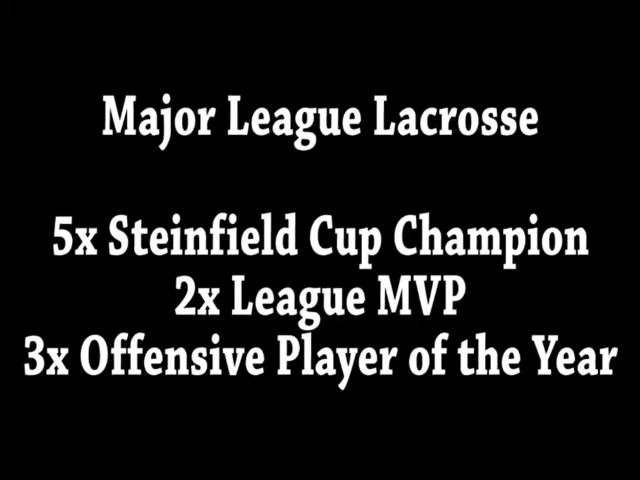 Major League Lacrosse
5x Steinfield Cup Champion
2x League MVP
3x Offensive Player of the Year